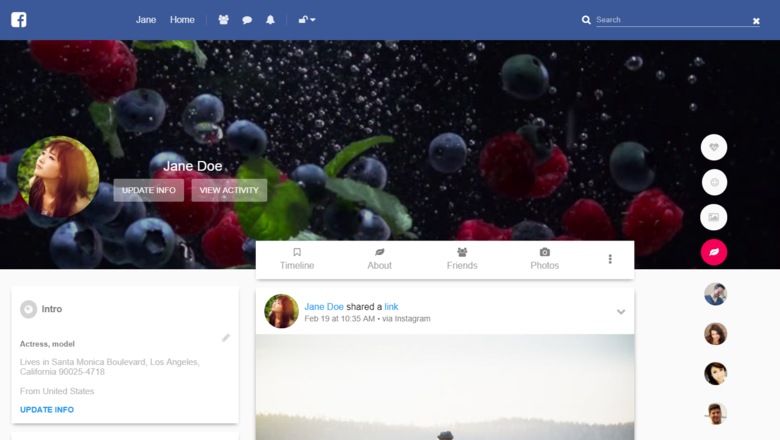 Jane
Home
Search
Jane Doe
UPDATE INFO
VIEW ACTIVITY
Timeline
About
Friends
Photos
Intro
Actress, model
Lives in Santa Monica Boulevard, Los Angeles,
California 90025-4718
From United States
UPDATE INFO
Jane Doe shared a link
Feb 19 at 10:35 AM • via Instagram